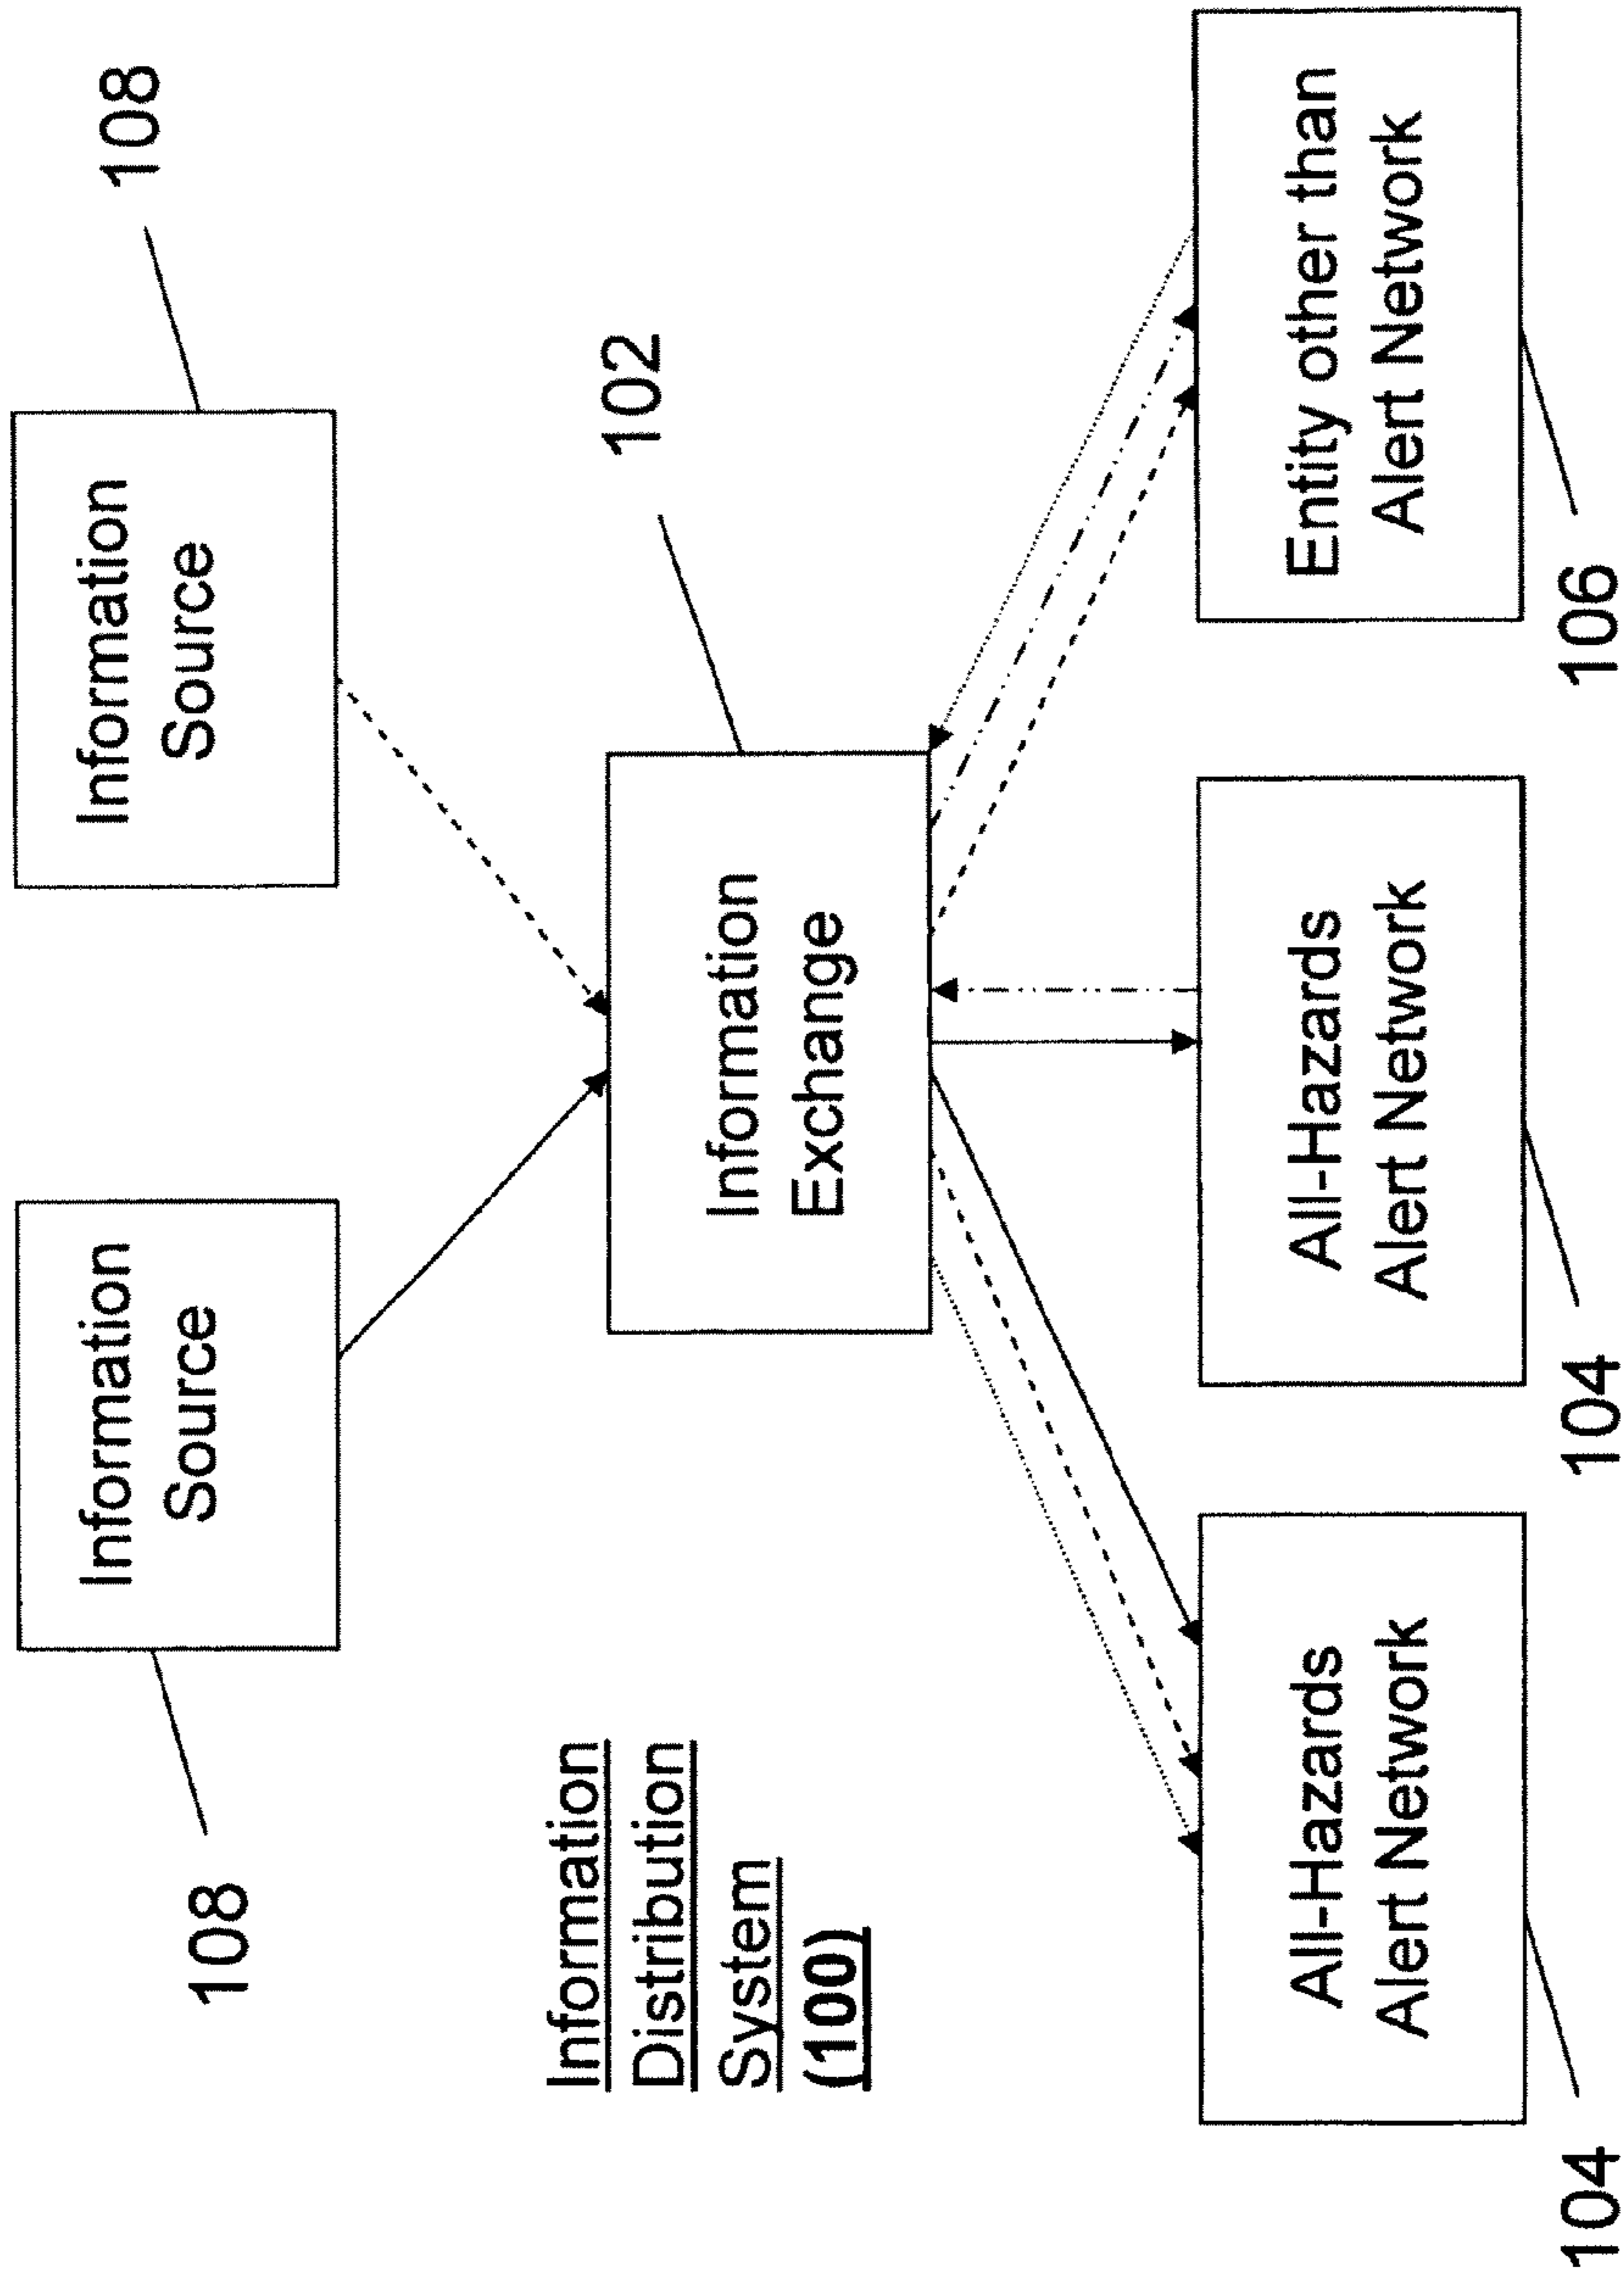 108
Information
Source
Information
Source
108
Information
Distribution
System
(100)
Information
Exchange
102
All-Hazards
Alert Network
All-Hazards
Alert Network
Entity other than
Alert Network
104
104
106